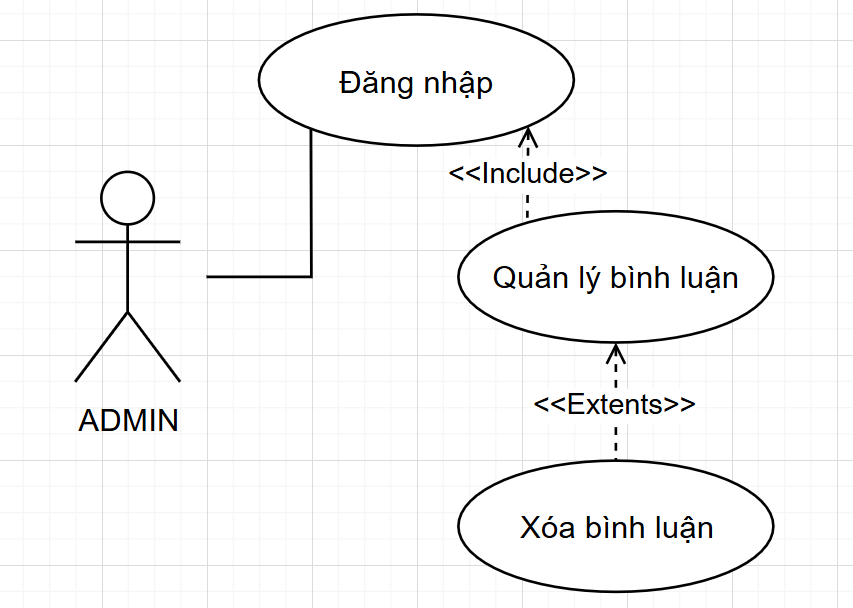 Đăng nhập
<<Include>>
Quản lý bình luận
<<Extents>>
ADMIN
Xóa bình luận